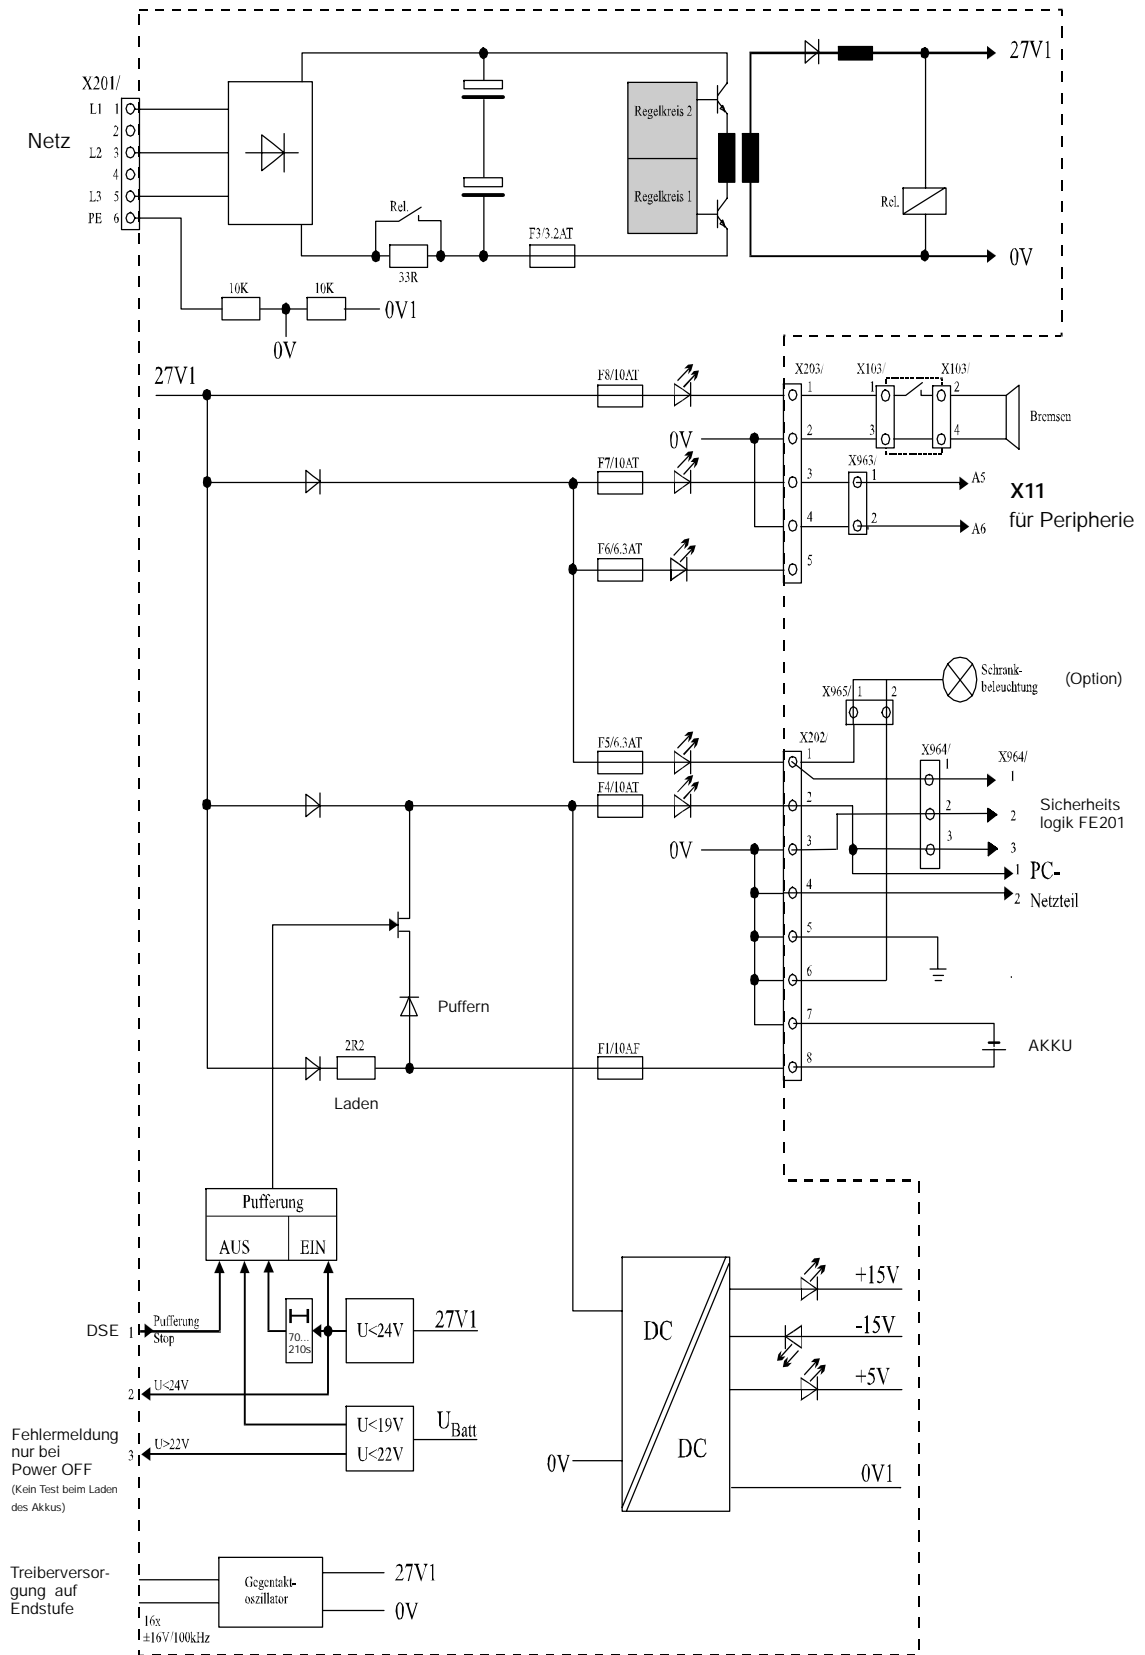 X201/
L1 1
2
L2 3
4
L3 5
PE 6
Netz
Rel.
33R
F3/3.2AT
Regelkreis 2
Regelkreis 1
27V1
Rel.
0V
10K
10K
0V1
0V
27V1
F8/10AT
X203/
1
X103/
1
X103/
2
0V
2
3
4
Bremsen
F7/10AT
3
X963/
1
A5
X11
für Peripherie
4
2
A6
F6/6.3AT
5
Schrank-
beleuchtung
(Option)
X965/ 1 2
F5/6.3AT
X202/
1
X964/
1
X964/
1
F4/10AT
2
2
2
Sicherheits
logik FE201
0V
3
3
3
1 PC-
4
2 Netzteil
5
6
.
Puffern
7
AKKU
2R2
F1/10AF
8
Laden
Pufferung
AUS EIN
DSE 1
Pufferung
Stop
70...
210s
U<24V
27V1
2
U<24V
U<19V
U<22V
UBatt
Fehlermeldung
nur bei
Power OFF
(Kein Test beim Laden
des Akkus)
3
U>22V
DC
DC
+15V
-15V
+5V
0V
0V1
Treiberversor-
gung auf
Endstufe
Gegentakt-
oszillator
27V1
0V
16x
±16V/100kHz